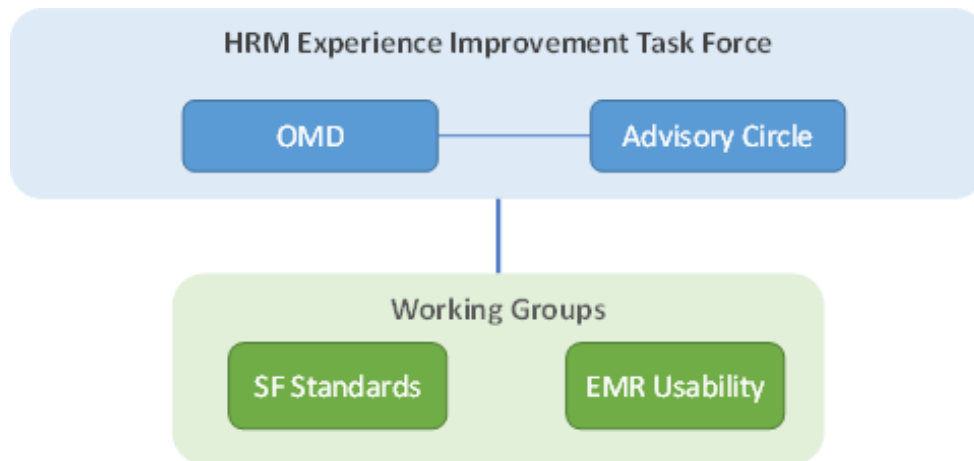 HRM Experience Improvement Task Force
OMD
Advisory Circle
Working Groups
SF Standards
EMR Usability